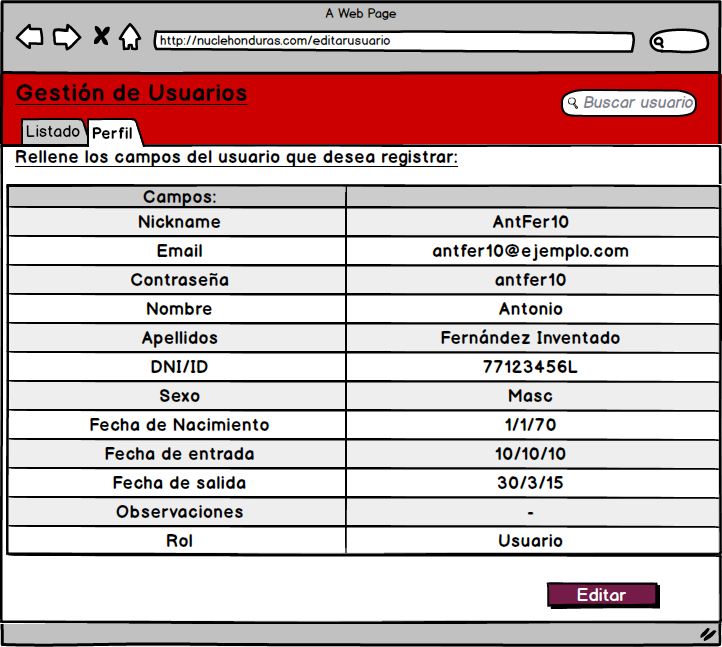 A Web Page
http://nuclehonduras.com/editarusuario
Gestión de Usuarios
Buscar usuario
Listado Perfil
Rellene los campos del usuario que desea registrar:
Campos:
Nickname AntFer10
Email antfer10@ejemplo.com
Contraseña antfer10
Nombre Antonio
Apellidos Fernández Inventado
DNI/ID 77123456L
Sexo Masc
Fecha de Nacimiento 1/1/70
Fecha de entrada 10/10/10
Fecha de salida 30/3/15
Observaciones -
Rol Usuario
Editar